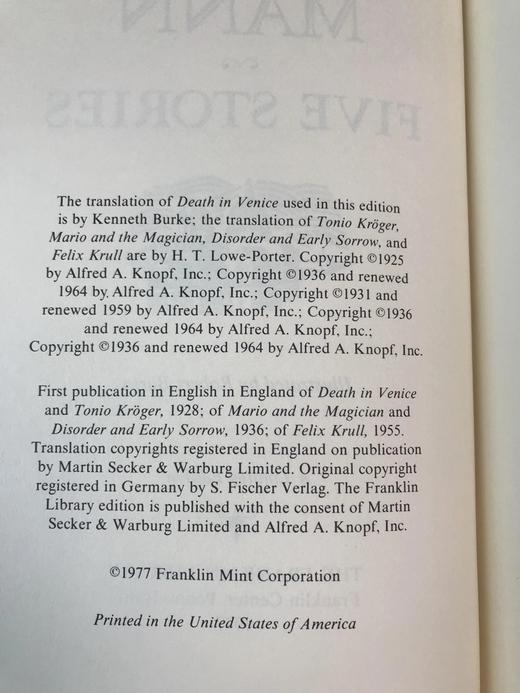 MANN
FIVE STORIES
The translation of Death in Venice used in this edition
is by Kenneth Burke; the translation of Tonio Kröger,
Mario and the Magician, Disorder and Early Sorrow, and
Felix Krull are by H. T. Lowe-Porter. Copyright ©1925
by Alfred A. Knopf, Inc.; Copyright ©1936 and renewed
1964 by Alfred A. Knopf, Inc.; Copyright ©1931 and
renewed 1959 by Alfred A. Knopf, Inc.; Copyright ©1936
and renewed 1964 by Alfred A. Knopf, Inc.;
Copyright ©1936 and renewed 1964 by Alfred A. Knopf, Inc.
First publication in English in England of Death in Venice
and Tonio Kröger, 1928; of Mario and the Magician and
Disorder and Early Sorrow, 1936; of Felix Krull, 1955.
Translation copyrights registered in England on publication
by Martin Secker & Warburg Limited. Original copyright
registered in Germany by S. Fischer Verlag. The Franklin
Library edition is published with the consent of Martin
Secker & Warburg Limited and Alfred A. Knopf, Inc.
©1977 Franklin Mint Corporation
Printed in the United States of America